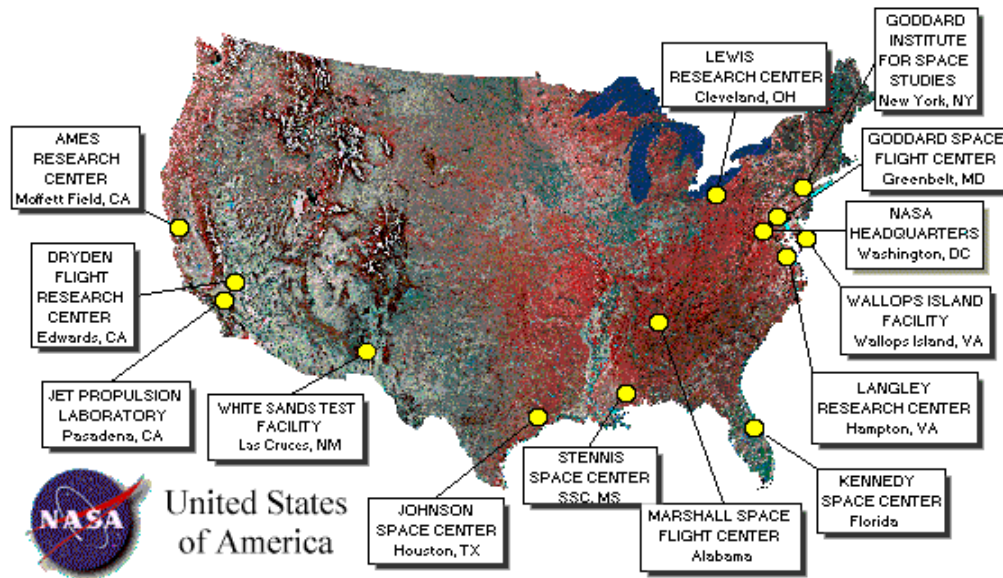 GODDARD
INSTITUTE
FOR SPACE
STUDIES
New York, NY
LEWIS
RESEARCH CENTER
Cleveland, OH
AMES
RESEARCH
CENTER
Moffett Field, CA
GODDARD SPACE
FLIGHT CENTER
Greenbelt, MD
NASA
HEADQUARTERS
Washington, DC
DRYDEN
FLIGHT
RESEARCH
CENTER
Edwards, CA
WALLOPS ISLAND
FACILITY
Wallops Island, VA
JET PROPULSION
LABORATORY
Pasadena, CA
WHITE SANDS TEST
FACILITY
Las Cruces, NM
LANGLEY
RESEARCH CENTER
Hampton, VA
STENNIS
SPACE CENTER
SSC, MS
KENNEDY
SPACE CENTER
Florida
JOHNSON
SPACE CENTER
Houston, TX
MARSHALL SPACE
FLIGHT CENTER
Alabama
NASA
United States
of America